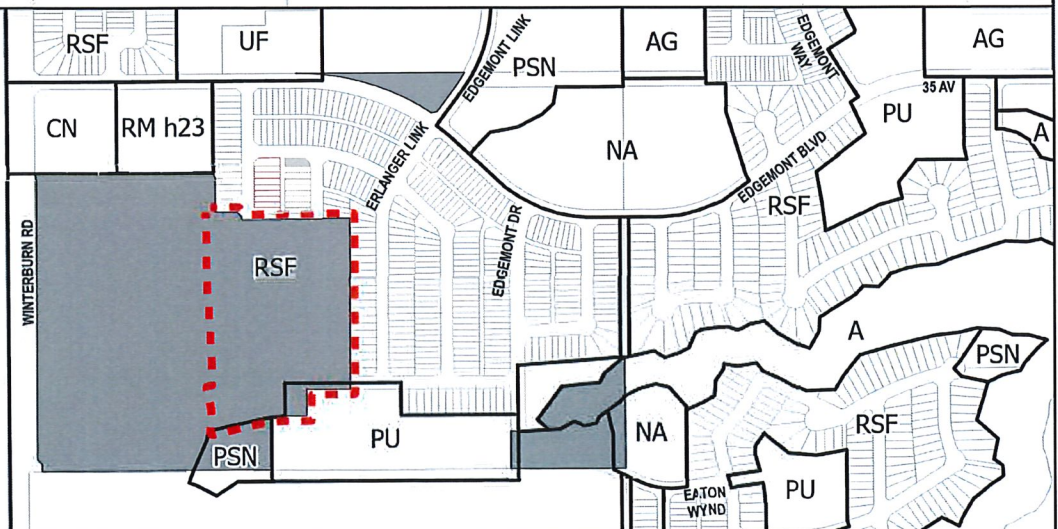 RSF
UF
EDGEMONT LINK
PSN
AG
EDGEMONT
WAY
AG
35 AV
CN
RM h23
ERLANGER LINK
NA
EDGEMONT BLVD
PU
A
RSF
WINTERBURN RD
RSF
EDGEMONT DR
A
PSN
PSN
PU
NA
RSF
EATON
WYND
PU